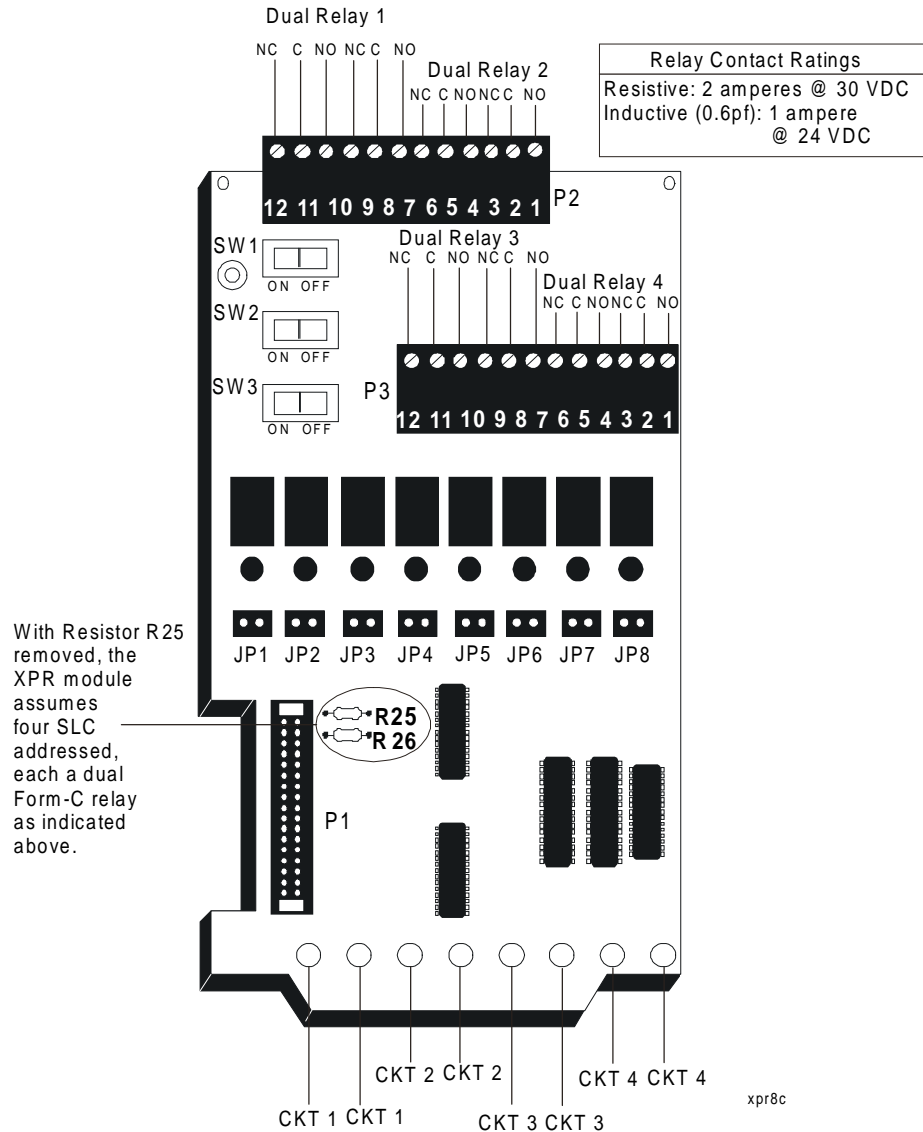 Dual Relay 1
NC C NO NC C NO
Dual Relay 2
NC C NO NC C NO
Relay Contact Ratings
Resistive: 2 amperes @ 30 VDC
Inductive (0.6pf): 1 ampere
@ 24 VDC
12 11 10 9 8 7 6 5 4 3 2 1
P2
SW1
ON OFF
Dual Relay 3
NC C NO NC C NO
Dual Relay 4
NC C NO NC C NO
SW2
ON OFF
SW3
ON OFF
P3
12 11 10 9 8 7 6 5 4 3 2 1
JP1 JP2 JP3 JP4 JP5 JP6 JP7 JP8
With Resistor R25
removed, the
XPR module
assumes
four SLC
addressed,
each a dual
Form-C relay
as indicated
above.
R25
R 26
P1
CKT 1 CKT 1 CKT 2 CKT 2 CKT 3 CKT 3 CKT 4 CKT 4
xpr8c